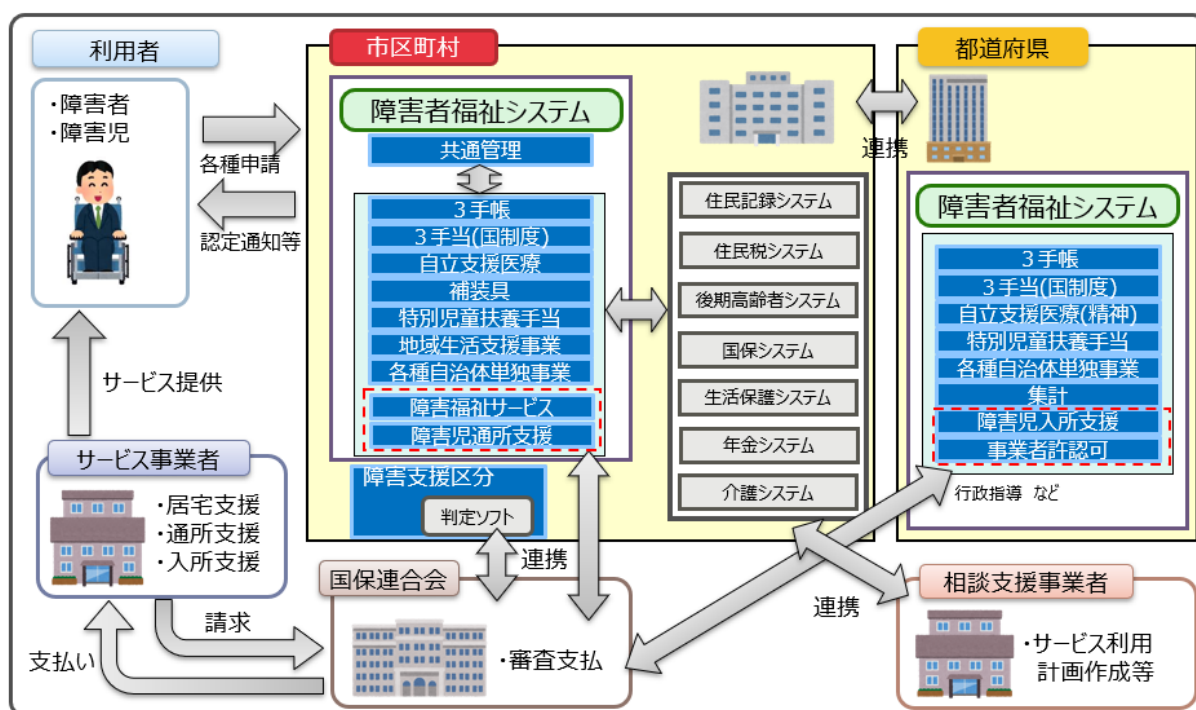 利用者
・障害者
・障害児
各種申請
認定通知等
サービス提供
サービス事業者
・居宅支援
・通所支援
・入所支援
請求
支払い
市区町村
障害者福祉システム
共通管理
３手帳
３手当(国制度)
自立支援医療
補装具
特別児童扶養手当
地域生活支援事業
各種自治体単独事業
障害福祉サービス
障害児通所支援
障害支援区分
判定ソフト
連携
住民記録システム
住民税システム
後期高齢者システム
国保システム
生活保護システム
年金システム
介護システム
連携
都道府県
障害者福祉システム
３手帳
３手当(国制度)
自立支援医療(精神)
特別児童扶養手当
各種自治体単独事業
集計
障害児入所支援
事業者許認可
行政指導 など
国保連合会
・審査支払
連携
相談支援事業者
・サービス利用
計画作成等